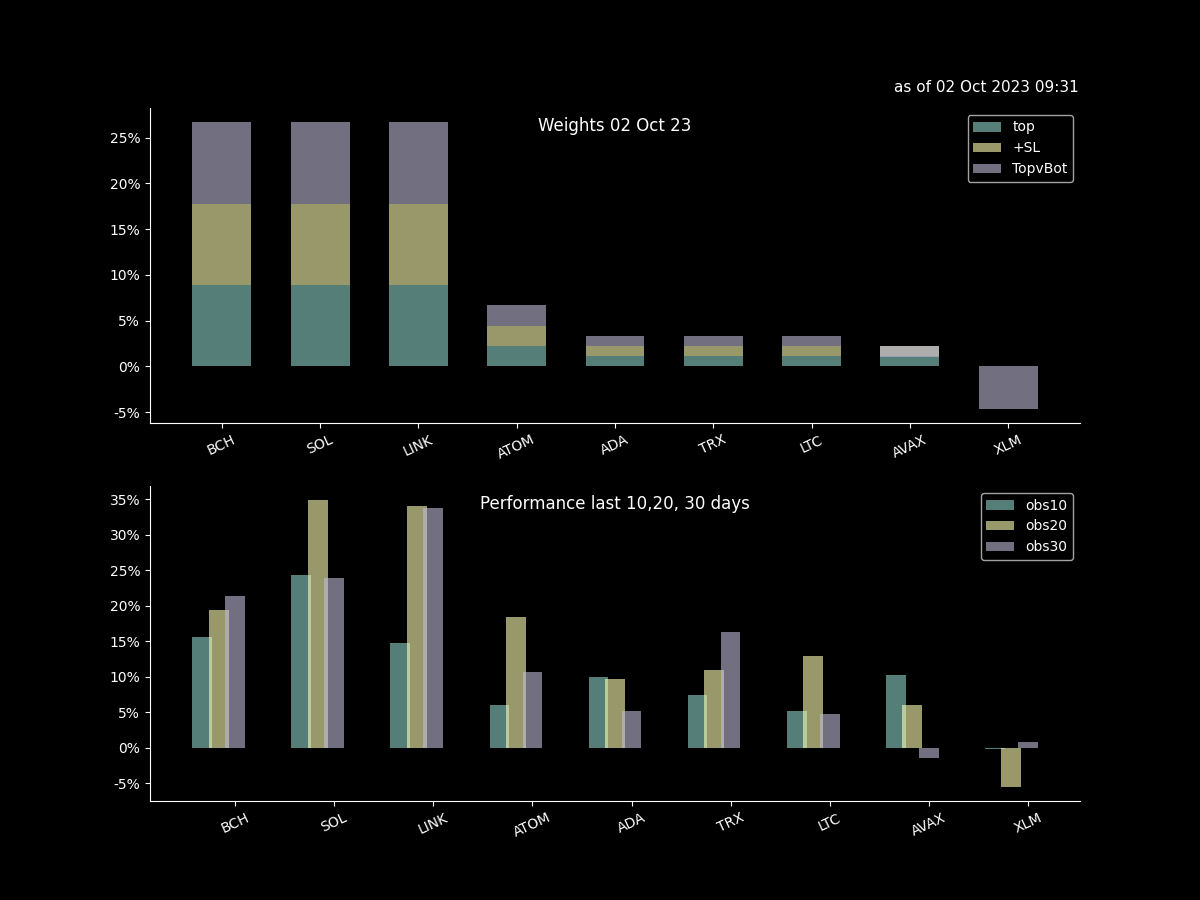 as of 02 Oct 2023 09:31
Weights 02 Oct 23
top
+SL
TopvBot
25%
20%
15%
10%
5%
0%
-5%
BCH SOL LINK ATOM ADA TRX LTC AVAX XLM
Performance last 10,20, 30 days
obs10
obs20
obs30
35%
30%
25%
20%
15%
10%
5%
0%
-5%
BCH SOL LINK ATOM ADA TRX LTC AVAX XLM